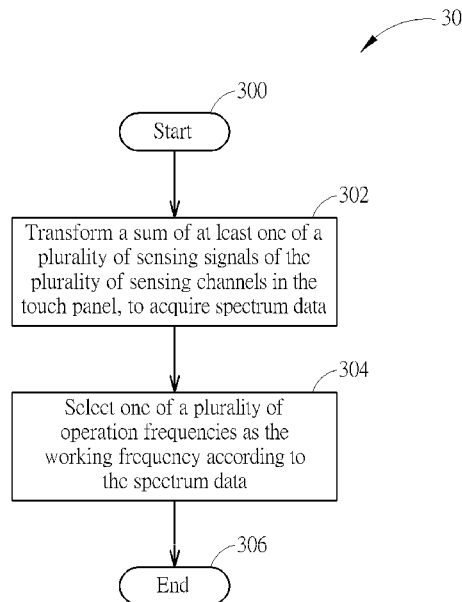 30
300
Start
302
Transform a sum of at least one of a
plurality of sensing signals of the
plurality of sensing channels in the
touch panel, to acquire spectrum data
304
Select one of a plurality of
operation frequencies as the
working frequency according to
the spectrum data
306
End